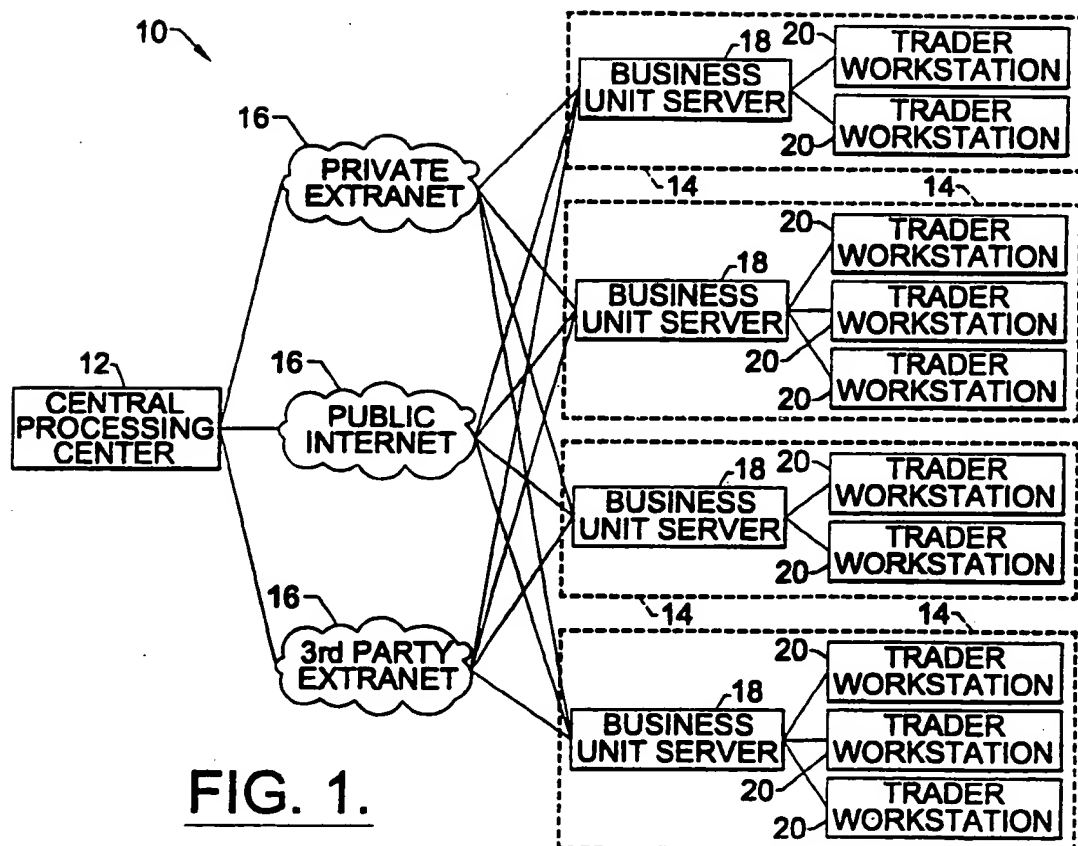 10
16
PRIVATE
EXTRANET
12
CENTRAL
PROCESSING
CENTER
16
PUBLIC
INTERNET
16
3rd PARTY
EXTRANET
18
BUSINESS
UNIT SERVER
20
TRADER
WORKSTATION
TRADER
WORKSTATION
20
14
14
18
BUSINESS
UNIT SERVER
20
TRADER
WORKSTATION
TRADER
WORKSTATION
20
TRADER
WORKSTATION
20
18
BUSINESS
UNIT SERVER
20
TRADER
WORKSTATION
TRADER
WORKSTATION
20
14
14
18
BUSINESS
UNIT SERVER
20
TRADER
WORKSTATION
TRADER
WORKSTATION
20
TRADER
WORKSTATION
20
FIG. 1.